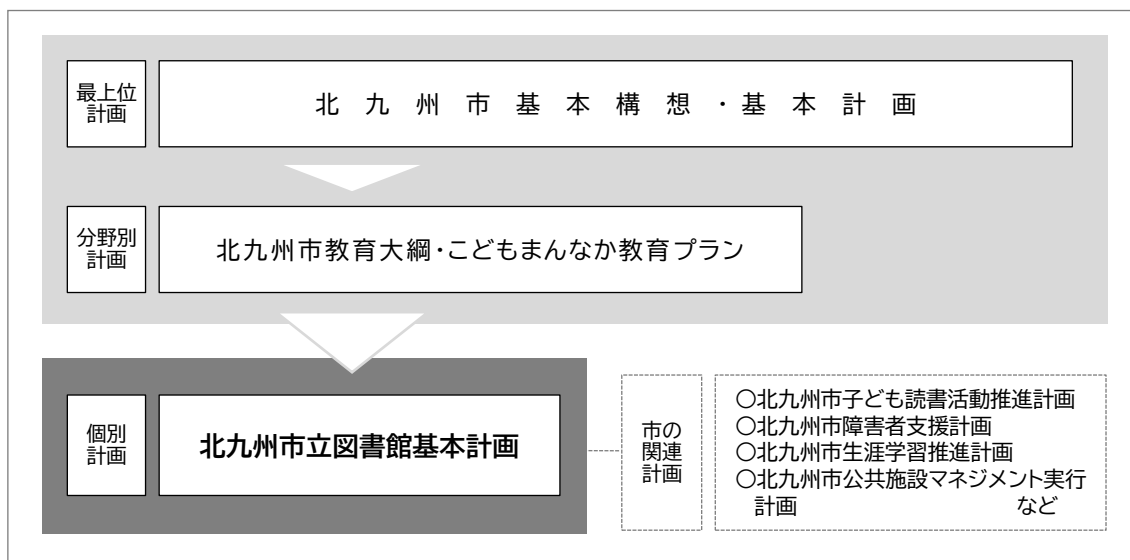 最上位
計画
北九州市基本構想・基本計画
分野別
計画
北九州市教育大綱・こどもまんなか教育プラン
個別
計画
北九州市立図書館基本計画
市の
関連
計画
○北九州市子ども読書活動推進計画
○北九州市障害者支援計画
○北九州市生涯学習推進計画
○北九州市公共施設マネジメント実行
計画 など